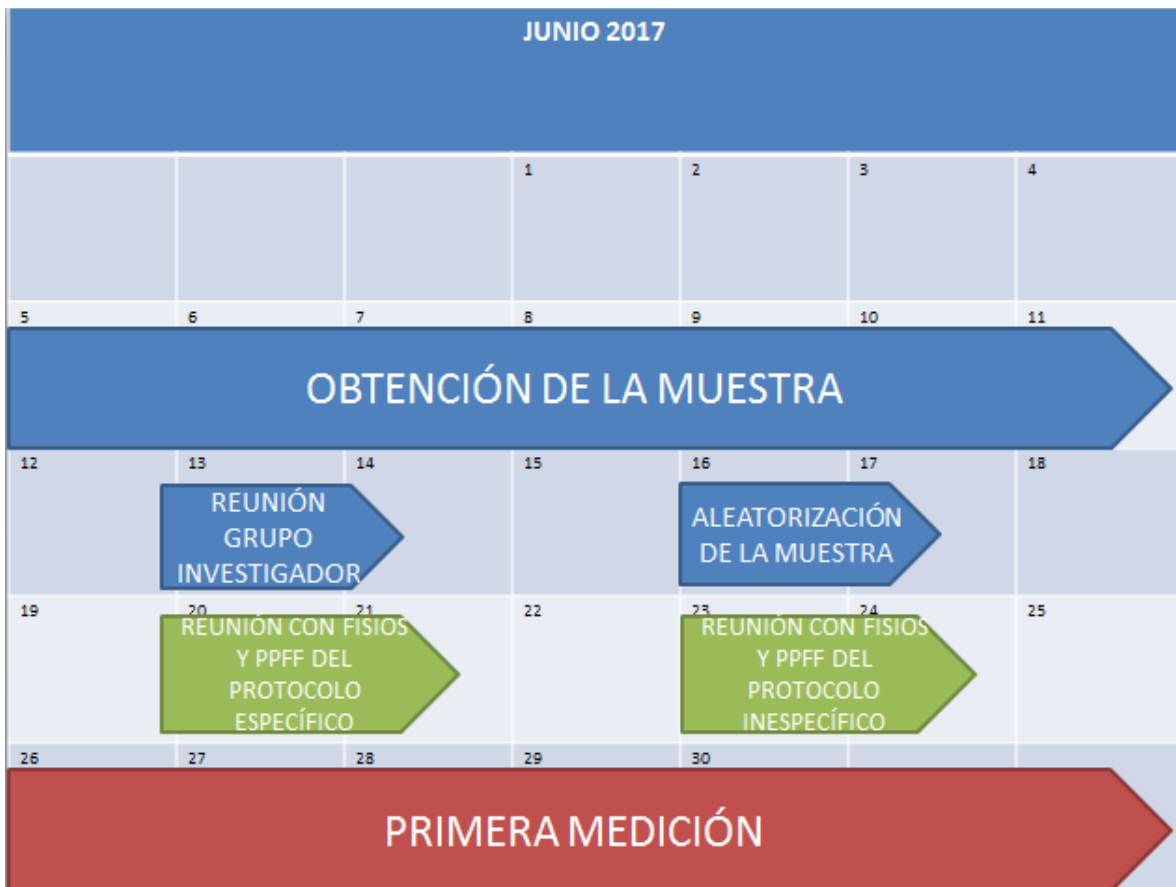 JUNIO 2017
1 2 3 4
5 6 7 8 9 10 11
OBTENCIÓN DE LA MUESTRA
12 13 14 15 16 17 18
REUNIÓN
GRUPO
INVESTIGADOR
ALEATORIZACIÓN
DE LA MUESTRA
19 20 21 22 23 24 25
REUNIÓN CON FISIOS
Y PPFF DEL
PROTOCOLO
ESPECÍFICO
REUNIÓN CON FISIOS
Y PPFF DEL
PROTOCOLO
INESPECÍFICO
26 27 28 29 30
PRIMERA MEDICIÓN